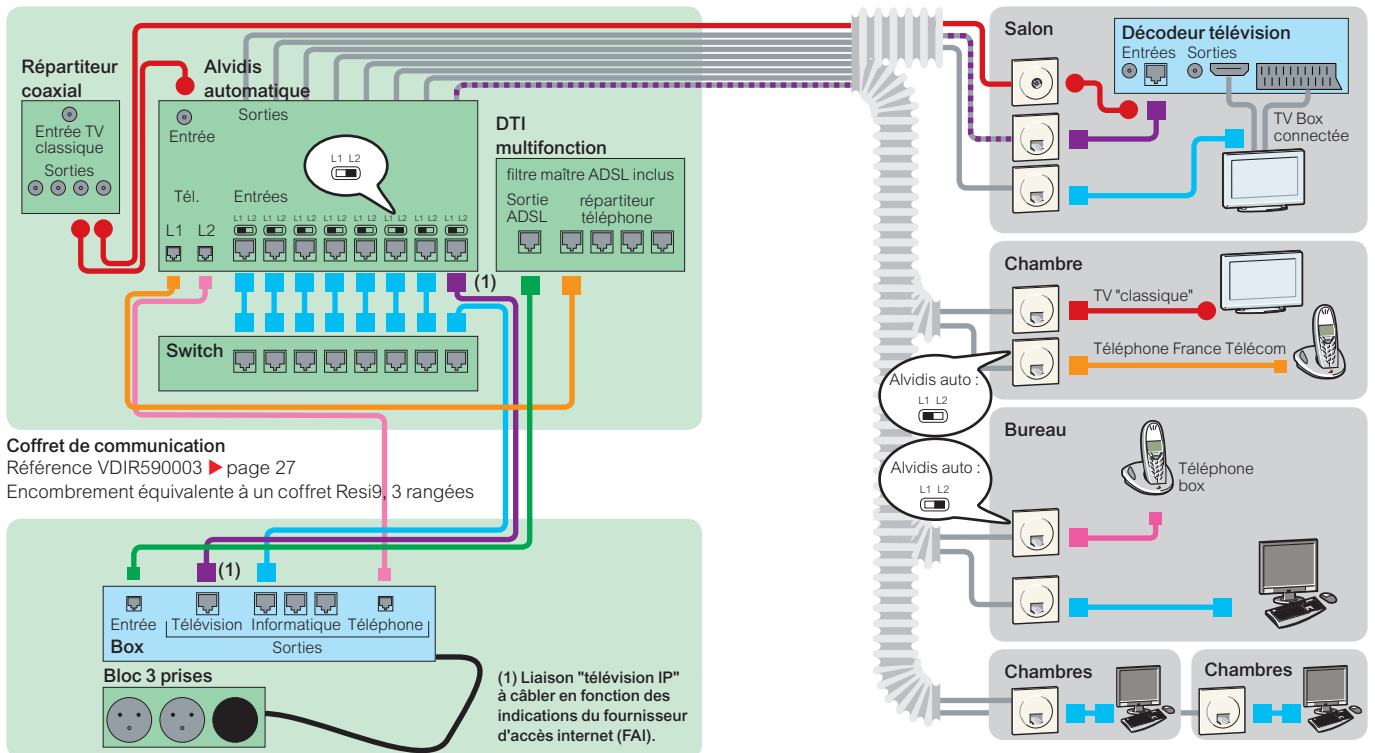 Répartiteur
coaxial
Entrée TV
classique
Sorties
Alvidis
automatique
Entrée
Sorties
L1 L2
Tél.
L1 L2
Entrées
L1 L2 L1 L2 L1 L2 L1 L2 L1 L2 L1 L2 L1 L2 L1 L2
DTI
multifonction
filtre maître ADSL inclus
Sortie
ADSL
répartiteur
téléphone
(1)
Switch
Coffret de communication
Référence VDIR590003 ▶ page 27
Encombrement équivalente à un coffret Resi9, 3 rangées
(1)
Entrée
Télévision
Informatique
Téléphone
Box
Sorties
Bloc 3 prises
(1) Liaison "télévision IP"
à câbler en fonction des
indications du fournisseur
d'accès internet (FAI).
Salon
Décodeur télévision
Entrées Sorties
TV Box
connectée
Chambre
TV "classique"
Téléphone France Télécom
Alvidis auto :
L1 L2
Bureau
Téléphone
box
Alvidis auto :
L1 L2
Chambres
Chambres